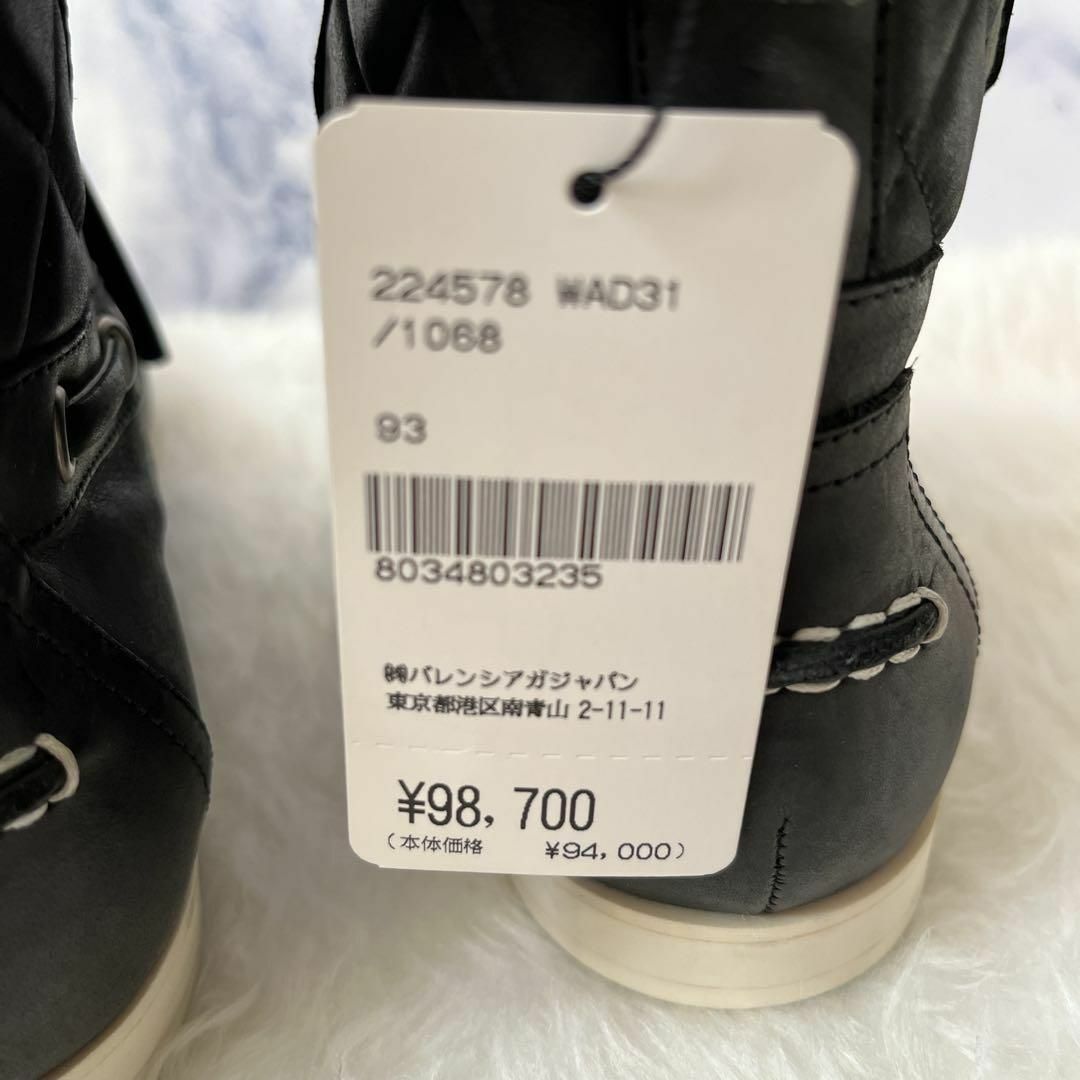 224578 WAD31
/1068
93
8034803235
㈱バレンシアガジャパン
東京都港区南青山 2-11-11
¥98,700
(本体価格 ¥94,000)